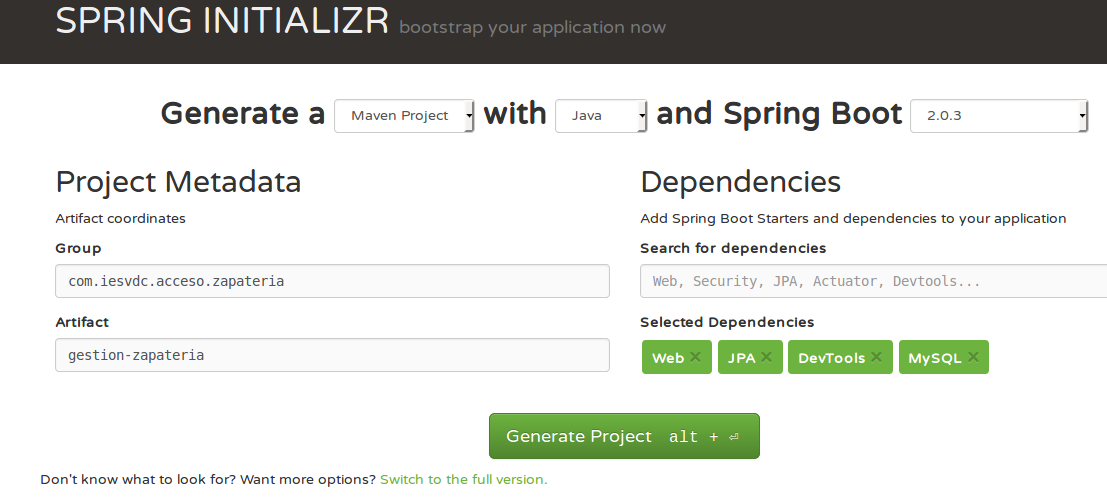 SPRING INITIALIZR bootstrap your application now
Generate a Maven Project with Java and Spring Boot 2.0.3
Project Metadata
Artifact coordinates
Group
com.iesvdc.acceso.zapateria
Artifact
gestion-zapateria
Dependencies
Add Spring Boot Starters and dependencies to your application
Search for dependencies
Web, Security, JPA, Actuator, Devtools...
Selected Dependencies
Web × JPA × DevTools × MySQL ×
Generate Project alt + ⏎
Don't know what to look for? Want more options? Switch to the full version.